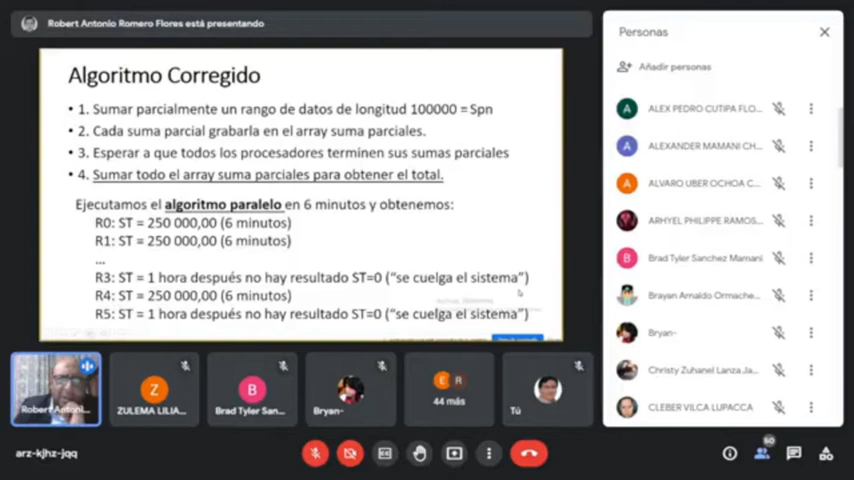 Robert Antonio Romero Flores está presentando
Algoritmo Corregido
• 1. Sumar parcialmente un rango de datos de longitud 100000 = Spn
• 2. Cada suma parcial grabarla en el array suma parciales.
• 3. Esperar a que todos los procesadores terminen sus sumas parciales
• 4. Sumar todo el array suma parciales para obtener el total.
Ejecutamos el algoritmo paralelo en 6 minutos y obtenemos:
R0: ST = 250 000,00 (6 minutos)
R1: ST = 250 000,00 (6 minutos)
...
R3: ST = 1 hora después no hay resultado ST=0 (“se cuelga el sistema”)
R4: ST = 250 000,00 (6 minutos)
R5: ST = 1 hora después no hay resultado ST=0 (“se cuelga el sistema”)
Robert Antoni...
Z
ZULEMA LILIA...
B
Brad Tyler San...
Bryan-
E R
44 más
Tú
arz-kjhz-jqq
Personas
Añadir personas
A
ALEX PEDRO CUTIPA FLO...
A
ALEXANDER MAMANI CH...
A
ALVARO UBER OCHOA C...
ARHYEL PHILIPPE RAMOS...
B
Brad Tyler Sanchez Mamani
Brayan Arnaldo Ormache...
Bryan-
Christy Zuhanel Lanza Ja...
CLEBER VILCA LUPACCA